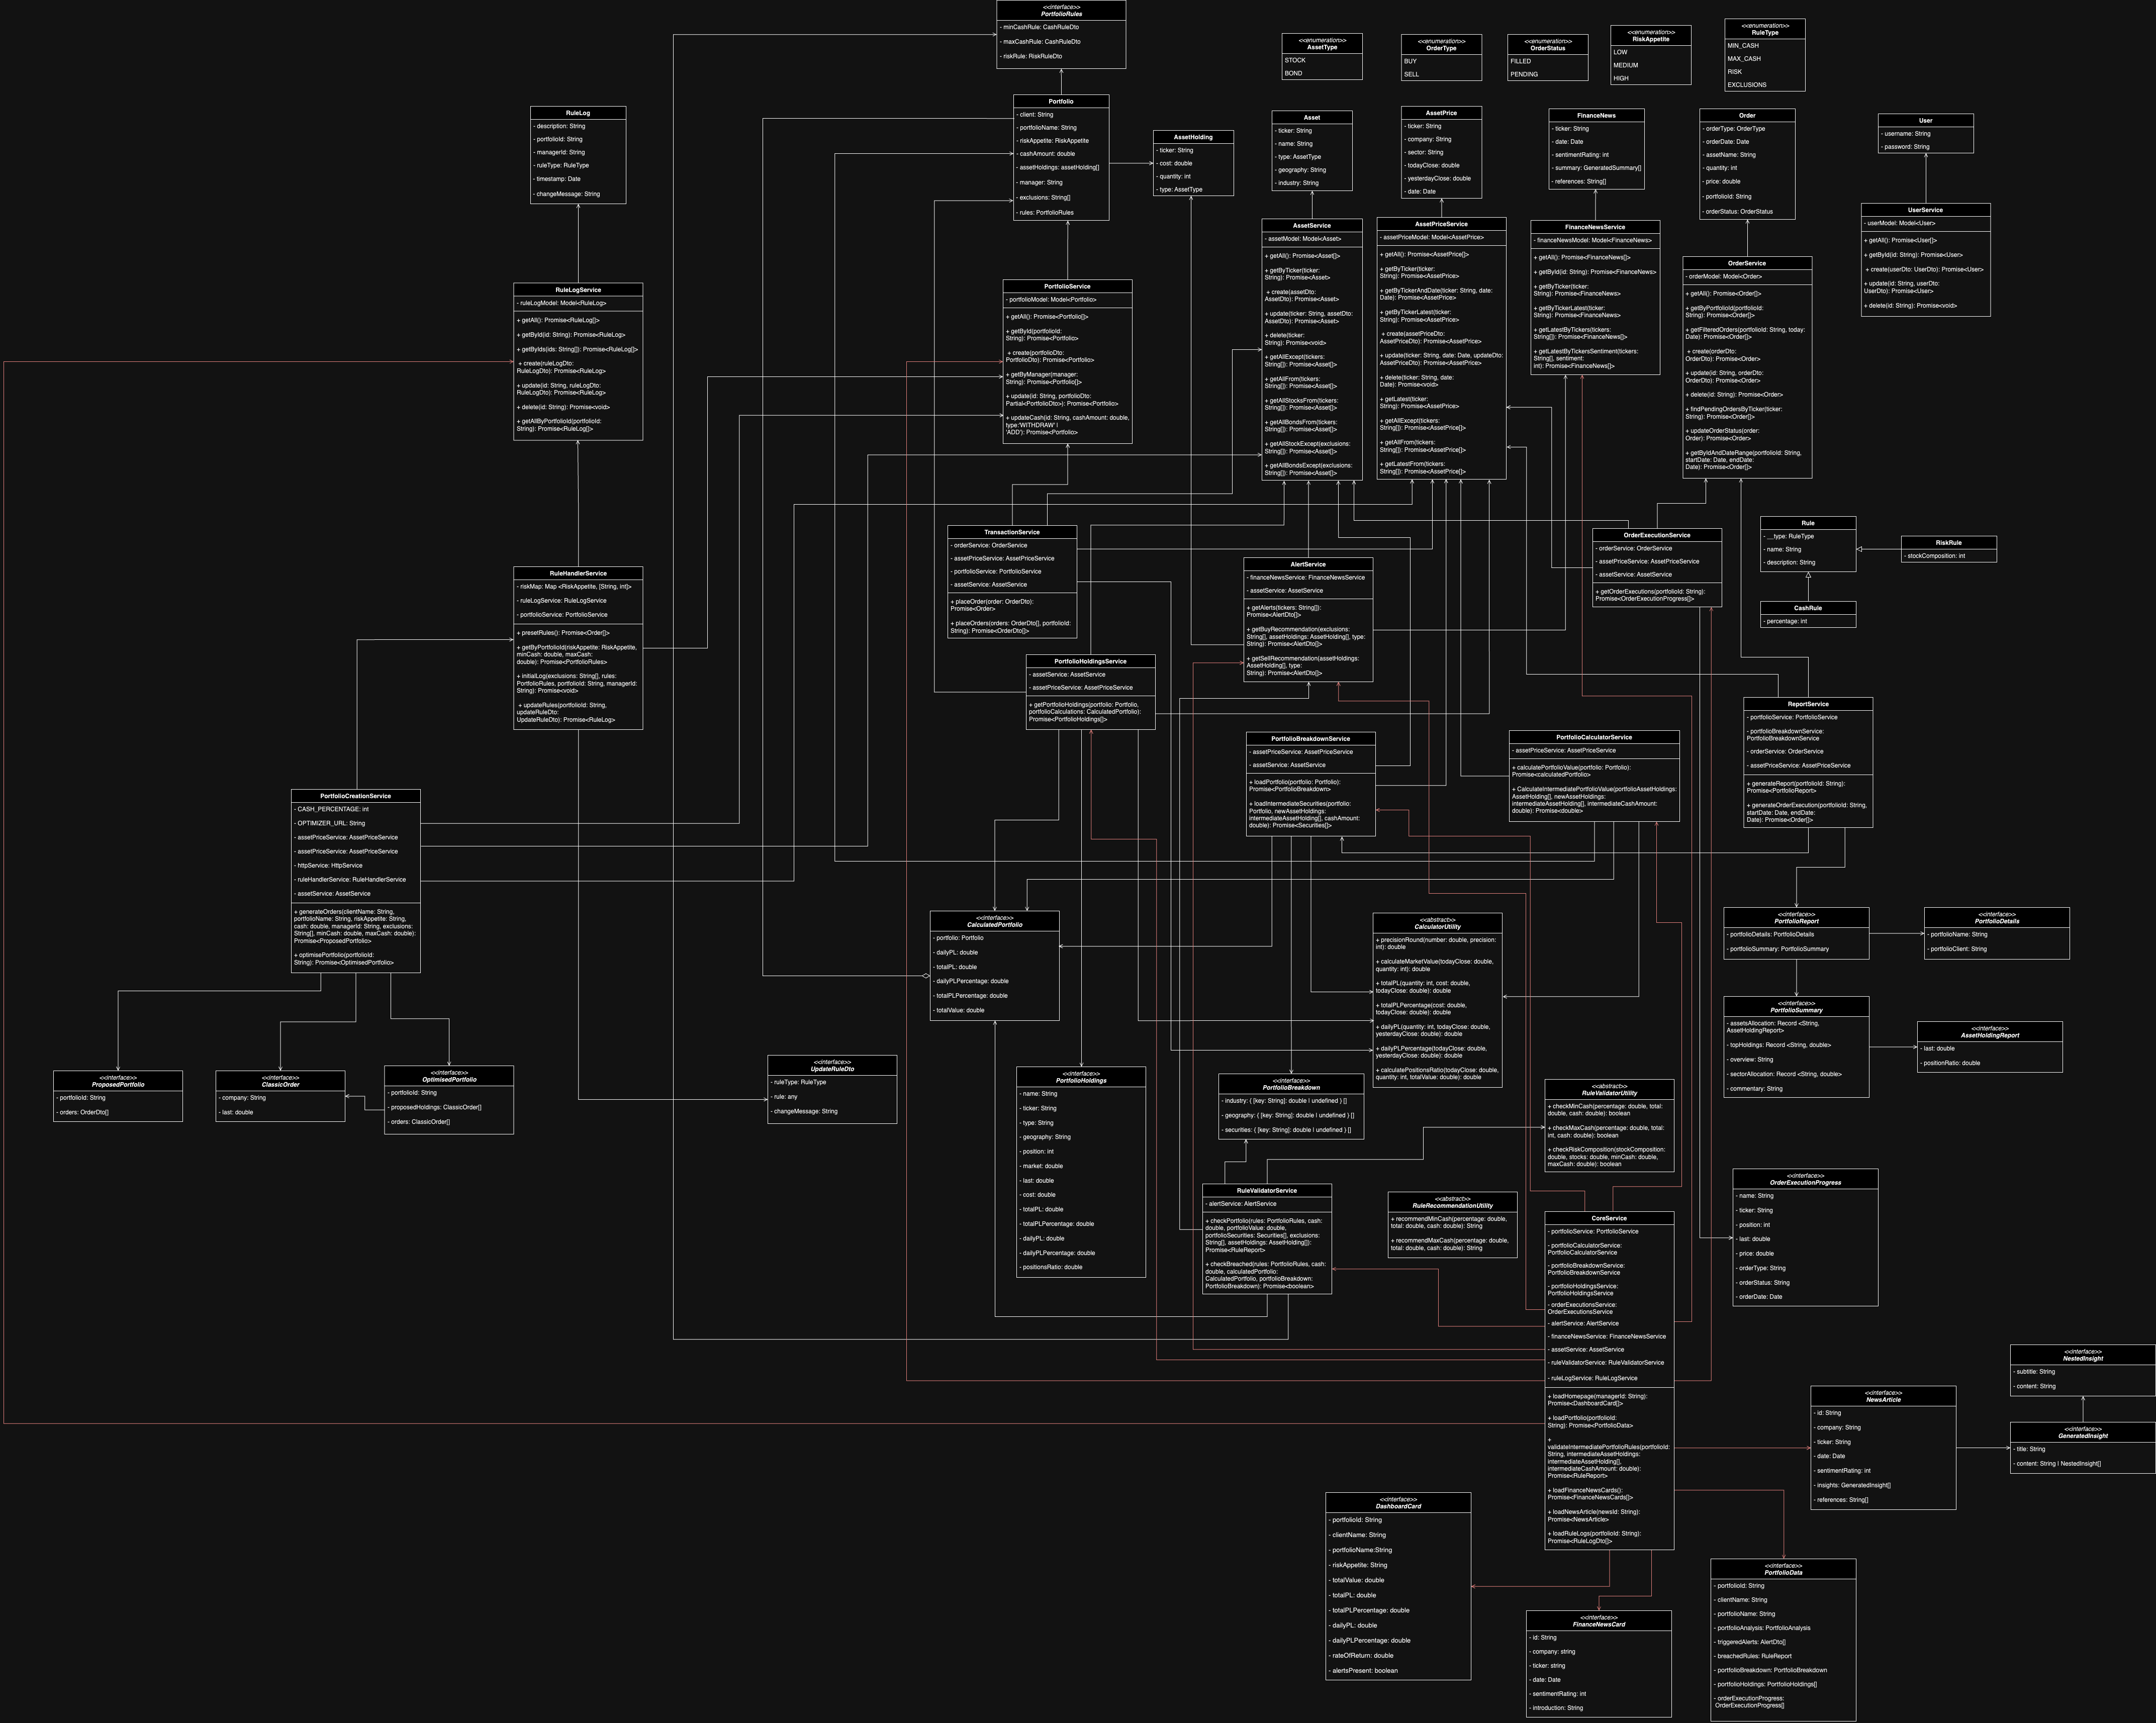 <<interface>>
PortfolioRules
- minCashRule: CashRuleDto
- maxCashRule: CashRuleDto
- riskRule: RiskRuleDto
<<enumeration>>
AssetType
STOCK
BOND
<<enumeration>>
OrderType
BUY
SELL
<<enumeration>>
OrderStatus
FILLED
PENDING
<<enumeration>>
RiskAppetite
LOW
MEDIUM
HIGH
<<enumeration>>
RuleType
MIN_CASH
MAX_CASH
RISK
EXCLUSIONS
RuleLog
- description: String
- portfolioId: String
- managerId: String
- ruleType: RuleType
- timestamp: Date
- changeMessage: String
Portfolio
- client: String
- portfolioName: String
- riskAppetite: RiskAppetite
- cashAmount: double
- assetHoldings: assetHolding[]
- manager: String
- exclusions: String[]
- rules: PortfolioRules
AssetHolding
- ticker: String
- cost: double
- quantity: int
- type: AssetType
Asset
- ticker: String
- name: String
- type: AssetType
- geography: String
- industry: String
AssetPrice
- ticker: String
- company: String
- sector: String
- todayClose: double
- yesterdayClose: double
- date: Date
FinanceNews
- ticker: String
- date: Date
- sentimentRating: int
- summary: GeneratedSummary[]
- references: String[]
Order
- orderType: OrderType
- orderDate: Date
- assetName: String
- quantity: int
- price: double
- portfolioId: String
- orderStatus: OrderStatus
User
- username: String
- password: String
RuleLogService
- ruleLogModel: Model<RuleLog>
+ getAll(): Promise<RuleLog[]>
+ getById(id: String): Promise<RuleLog>
+ getByIds(ids: String[]): Promise<RuleLog[]>
+ create(ruleLogDto:
RuleLogDto): Promise<RuleLog>
+ update(id: String, ruleLogDto:
RuleLogDto): Promise<RuleLog>
+ delete(id: String): Promise<void>
+ getAllByPortfolioId(portfolioId:
String): Promise<RuleLog[]>
PortfolioService
- portfolioModel: Model<Portfolio>
+ getAll(): Promise<Portfolio[]>
+ getById(portfolioId:
String): Promise<Portfolio>
+ create(portfolioDto:
PortfolioDto): Promise<Portfolio>
+ getByManager(manager:
String): Promise<Portfolio[]>
+ update(id: String, portfolioDto:
Partial<PortfolioDto>): Promise<Portfolio>
+ updateCash(id: String, cashAmount: double,
type:'WITHDRAW' |
'ADD'): Promise<Portfolio>
AssetService
- assetModel: Model<Asset>
+ getAll(): Promise<Asset[]>
+ getByTicker(ticker:
String): Promise<Asset>
+ create(assetDto:
AssetDto): Promise<Asset>
+ update(ticker: String, assetDto:
AssetDto): Promise<Asset>
+ delete(ticker:
String): Promise<void>
+ getAllExcept(tickers:
String[]): Promise<Asset[]>
+ getAllFrom(tickers:
String[]): Promise<Asset[]>
+ getAllStocksFrom(tickers:
String[]): Promise<Asset[]>
+ getAllBondsFrom(tickers:
String[]): Promise<Asset[]>
+ getAllStockExcept(exclusions:
String[]): Promise<Asset[]>
+ getAllBondsExcept(exclusions:
String[]): Promise<Asset[]>
AssetPriceService
- assetPriceModel: Model<AssetPrice>
+ getAll(): Promise<AssetPrice[]>
+ getByTicker(ticker:
String): Promise<AssetPrice>
+ getByTickerAndDate(ticker: String, date:
Date): Promise<AssetPrice>
+ getByTickerLatest(ticker:
String): Promise<AssetPrice>
+ create(assetPriceDto:
AssetPriceDto): Promise<AssetPrice>
+ update(ticker: String, date: Date, updateDto:
AssetPriceDto): Promise<AssetPrice>
+ delete(ticker: String, date:
Date): Promise<void>
+ getLatest(ticker:
String): Promise<AssetPrice>
+ getAllExcept(tickers:
String[]): Promise<AssetPrice[]>
+ getAllFrom(tickers:
String[]): Promise<AssetPrice[]>
+ getLatestFrom(tickers:
String[]): Promise<AssetPrice[]>
FinanceNewsService
- financeNewsModel: Model<FinanceNews>
+ getAll(): Promise<FinanceNews[]>
+ getById(id: String): Promise<FinanceNews>
+ getByTicker(ticker:
String): Promise<FinanceNews>
+ getByTickerLatest(ticker:
String): Promise<FinanceNews>
+ getLatestByTickers(tickers:
String[]): Promise<FinanceNews[]>
+ getLatestByTickersSentiment(tickers:
String[], sentiment:
int): Promise<FinanceNews[]>
OrderService
- orderModel: Model<Order>
+ getAll(): Promise<Order[]>
+ getByPortfolioId(portfolioId:
String): Promise<Order[]>
+ getFilteredOrders(portfolioId: String, today:
Date): Promise<Order[]>
+ create(orderDto:
OrderDto): Promise<Order>
+ update(id: String, orderDto:
OrderDto): Promise<Order>
+ delete(id: String): Promise<Order>
+ findPendingOrdersByTicker(ticker:
String): Promise<Order[]>
+ updateOrderStatus(order:
Order): Promise<Order>
+ getByIdAndDateRange(portfolioId: String,
startDate: Date, endDate:
Date): Promise<Order[]>
UserService
- userModel: Model<User>
+ getAll(): Promise<User[]>
+ getById(id: String): Promise<User>
+ create(userDto: UserDto): Promise<User>
+ update(id: String, userDto:
UserDto): Promise<User>
+ delete(id: String): Promise<void>
TransactionService
- orderService: OrderService
- assetPriceService: AssetPriceService
- portfolioService: PortfolioService
- assetService: AssetService
+ placeOrder(order: OrderDto):
Promise<Order>
+ placeOrders(orders: OrderDto[], portfolioId:
String): Promise<OrderDto[]>
OrderExecutionService
- orderService: OrderService
- assetPriceService: AssetPriceService
- assetService: AssetService
+ getOrderExecutions(portfolioId: String):
Promise<OrderExecutionProgress[]>
Rule
- __type: RuleType
- name: String
- description: String
RiskRule
- stockComposition: int
CashRule
- percentage: int
RuleHandlerService
- riskMap: Map <RiskAppetite, [String, int]>
- ruleLogService: RuleLogService
- portfolioService: PortfolioService
+ presetRules(): Promise<Order[]>
+ getByPortfolioId(riskAppetite: RiskAppetite,
minCash: double, maxCash:
double): Promise<PortfolioRules>
+ initialLog(exclusions: String[], rules:
PortfolioRules, portfolioId: String, managerId:
String): Promise<void>
+ updateRules(portfolioId: String,
updateRuleDto:
UpdateRuleDto): Promise<RuleLog>
AlertService
- financeNewsService: FinanceNewsService
- assetService: AssetService
+ getAlerts(tickers: String[]):
Promise<AlertDto[]>
+ getBuyRecommendation(exclusions:
String[], assetHoldings: AssetHolding[], type:
String): Promise<AlertDto[]>
+ getSellRecommendation(assetHoldings:
AssetHolding[], type:
String): Promise<AlertDto[]>
PortfolioHoldingsService
- assetService: AssetService
- assetPriceService: AssetPriceService
+ getPortfolioHoldings(portfolio: Portfolio,
portfolioCalculations: CalculatedPortfolio):
Promise<PortfolioHoldings[]>
ReportService
- portfolioService: PortfolioService
- portfolioBreakdownService:
PortfolioBreakdownService
- orderService: OrderService
- assetPriceService: AssetPriceService
+ generateReport(portfolioId: String):
Promise<PortfolioReport>
+ generateOrderExecution(portfolioId: String,
startDate: Date, endDate:
Date): Promise<Order[]>
PortfolioBreakdownService
- assetPriceService: AssetPriceService
- assetService: AssetService
+ loadPortfolio(portfolio: Portfolio):
Promise<PortfolioBreakdown>
+ loadIntermediateSecurities(portfolio:
Portfolio, newAssetHoldings:
intermediateAssetHolding[], cashAmount:
double): Promise<Securities[]>
PortfolioCalculatorService
- assetPriceService: AssetPriceService
+ calculatePortfolioValue(portfolio: Portfolio):
Promise<calculatedPortfolio>
+ CalculateIntermediatePortfolioValue(portfolioAssetHoldings:
AssetHolding[], newAssetHoldings:
intermediateAssetHolding[], intermediateCashAmount:
double): Promise<double>
PortfolioCreationService
- CASH_PERCENTAGE: int
- OPTIMIZER_URL: String
- assetPriceService: AssetPriceService
- assetPriceService: AssetPriceService
- httpService: HttpService
- ruleHandlerService: RuleHandlerService
- assetService: AssetService
+ generateOrders(clientName: String,
portfolioName: String, riskAppetite: String,
cash: double, managerId: String, exclusions:
String[], minCash: double, maxCash: double):
Promise<ProposedPortfolio>
+ optimisePortfolio(portfolioId:
String): Promise<OptimisedPortfolio>
<<interface>>
CalculatedPortfolio
- portfolio: Portfolio
- dailyPL: double
- totalPL: double
- dailyPLPercentage: double
- totalPLPercentage: double
- totalValue: double
<<abstract>>
CalculatorUtility
+ precisionRound(number: double, precision:
int): double
+ calculateMarketValue(todayClose: double,
quantity: int): double
+ totalPL(quantity: int, cost: double,
todayClose: double): double
+ totalPLPercentage(cost: double,
todayClose: double): double
+ dailyPL(quantity: int, todayClose: double,
yesterdayClose: double): double
+ dailyPLPercentage(todayClose: double,
yesterdayClose: double): double
+ calculatePositionsRatio(todayClose: double,
quantity: int, totalValue: double): double
<<interface>>
PortfolioReport
- portfolioDetails: PortfolioDetails
- portfolioSummary: PortfolioSummary
<<interface>>
PortfolioDetails
- portfolioName: String
- portfolioClient: String
<<interface>>
PortfolioSummary
- assetsAllocation: Record <String,
AssetHoldingReport>
- topHoldings: Record <String, double>
- overview: String
- sectorAllocation: Record <String, double>
- commentary: String
<<interface>>
AssetHoldingReport
- last: double
- positionRatio: double
<<interface>>
ProposedPortfolio
- portfolioId: String
- orders: OrderDto[]
<<interface>>
ClassicOrder
- company: String
- last: double
<<interface>>
OptimisedPortfolio
- portfolioId: String
- proposedHoldings: ClassicOrder[]
- orders: ClassicOrder[]
<<interface>>
UpdateRuleDto
- ruleType: RuleType
- rule: any
- changeMessage: String
<<interface>>
PortfolioHoldings
- name: String
- ticker: String
- type: String
- geography: String
- position: int
- market: double
- last: double
- cost: double
- totalPL: double
- totalPLPercentage: double
- dailyPL: double
- dailyPLPercentage: double
- positionsRatio: double
<<interface>>
PortfolioBreakdown
- industry: { [key: String]: double | undefined } []
- geography: { [key: String]: double | undefined } []
- securities: { [key: String]: double | undefined } []
<<abstract>>
RuleValidatorUtility
+ checkMinCash(percentage: double, total:
double, cash: double): boolean
+ checkMaxCash(percentage: double, total:
int, cash: double): boolean
+ checkRiskComposition(stockComposition:
double, stocks: double, minCash: double,
maxCash: double): boolean
RuleValidatorService
- alertService: AlertService
+ checkPortfolio(rules: PortfolioRules, cash:
double, portfolioValue: double,
portfolioSecurities: Securities[], exclusions:
String[], assetHoldings: AssetHolding[]):
Promise<RuleReport>
+ checkBreached(rules: PortfolioRules, cash:
double, calculatedPortfolio:
CalculatedPortfolio, portfolioBreakdown:
PortfolioBreakdown): Promise<boolean>
<<abstract>>
RuleRecommendationUtility
+ recommendMinCash(percentage: double,
total: double, cash: double): String
+ recommendMaxCash(percentage: double,
total: double, cash: double): String
<<interface>>
OrderExecutionProgress
- name: String
- ticker: String
- position: int
- last: double
- price: double
- orderType: String
- orderStatus: String
- orderDate: Date
CoreService
- portfolioService: PortfolioService
- portfolioCalculatorService:
PortfolioCalculatorService
- portfolioBreakdownService:
PortfolioBreakdownService
- portfolioHoldingsService:
PortfolioHoldingsService
- orderExecutionsService:
OrderExecutionsService
- alertService: AlertService
- financeNewsService: FinanceNewsService
- assetService: AssetService
- ruleValidatorService: RuleValidatorService
- ruleLogService: RuleLogService
+ loadHomepage(managerId: String):
Promise<DashboardCard[]>
+ loadPortfolio(portfolioId:
String): Promise<PortfolioData>
+
validateIntermediatePortfolioRules(portfolioId:
String, intermediateAssetHoldings:
intermediateAssetHolding[],
intermediateCashAmount: double):
Promise<RuleReport>
+ loadFinanceNewsCards():
Promise<FinanceNewsCards[]>
+ loadNewsArticle(newsId: String):
Promise<NewsArticle>
+ loadRuleLogs(portfolioId: String):
Promise<RuleLogDto[]>
<<interface>>
NestedInsight
- subtitle: String
- content: String
<<interface>>
NewsArticle
- id: String
- company: String
- ticker: String
- date: Date
- sentimentRating: int
- insights: GeneratedInsight[]
- references: String[]
<<interface>>
GeneratedInsight
- title: String
- content: String | NestedInsight[]
<<interface>>
DashboardCard
- portfolioId: String
- clientName: String
- portfolioName:String
- riskAppetite: String
- totalValue: double
- totalPL: double
- totalPLPercentage: double
- dailyPL: double
- dailyPLPercentage: double
- rateOfReturn: double
- alertsPresent: boolean
<<interface>>
FinanceNewsCard
- id: String
- company: string
- ticker: string
- date: Date
- sentimentRating: int
- introduction: String
<<interface>>
PortfolioData
- portfolioId: String
- clientName: String
- portfolioName: String
- portfolioAnalysis: PortfolioAnalysis
- triggeredAlerts: AlertDto[]
- breachedRules: RuleReport
- portfolioBreakdown: PortfolioBreakdown
- portfolioHoldings: PortfolioHoldings[]
- orderExecutionProgress:
OrderExecutionProgress[]